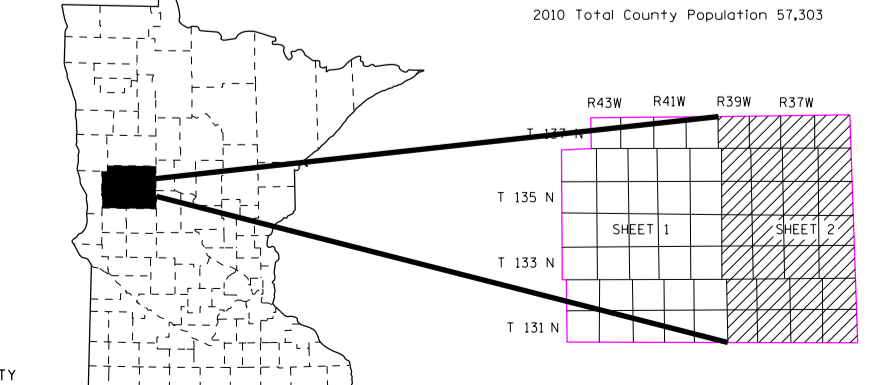 2010 Total County Population 57,303
R43W R41W R39W R37W
T 137 N
T 135 N
SHEET 1 SHEET 2
T 133 N
T 131 N
TY